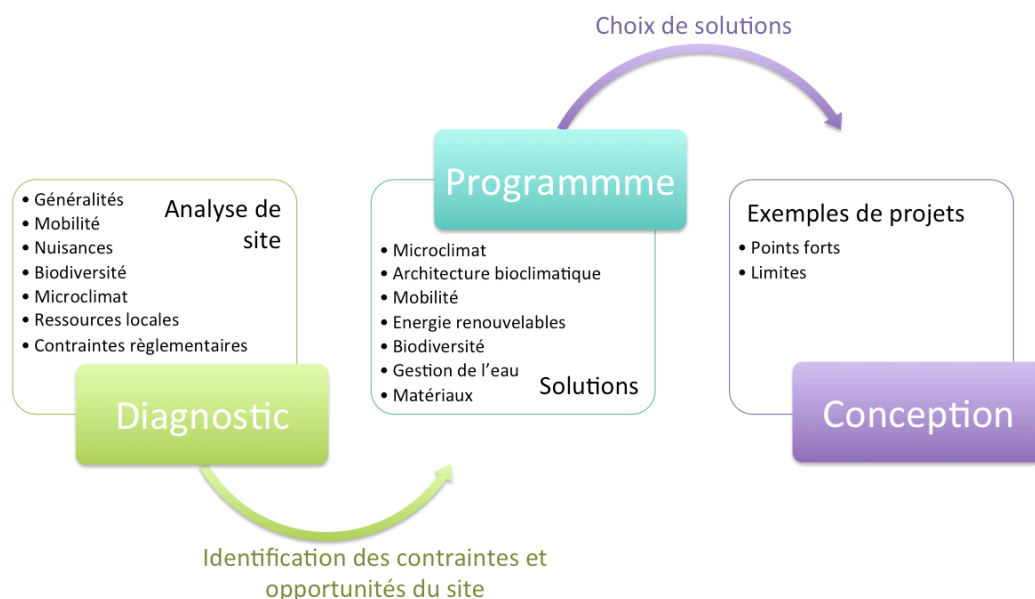 Choix de solutions
Programmme
• Généralités
• Mobilité
• Nuisances
• Biodiversité
• Microclimat
• Ressources locales
• Contraintes règlementaires
Analyse de
site
Diagnostic
Identification des contraintes et
opportunités du site
• Microclimat
• Architecture bioclimatique
• Mobilité
• Energie renouvelables
• Biodiversité
• Gestion de l'eau
• Matériaux
Solutions
Exemples de projets
• Points forts
• Limites
Conception